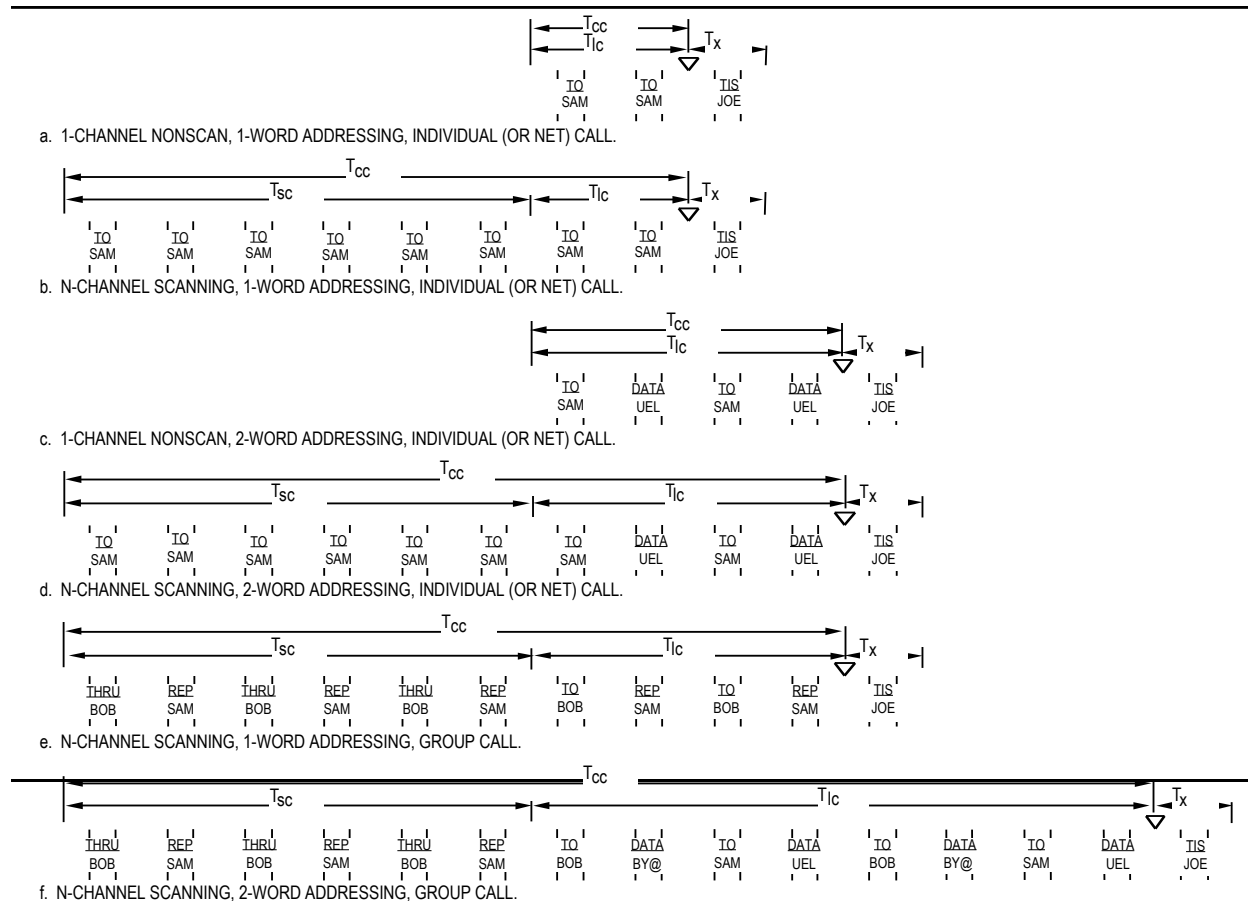 Tcc
Tlc Tx
TO TO TIS
SAM SAM JOE
a. 1-CHANNEL NONSCAN, 1-WORD ADDRESSING, INDIVIDUAL (OR NET) CALL.
Tcc
Tsc Tlc Tx
TO TO TO TO TO TO TO TO TIS
SAM SAM SAM SAM SAM SAM SAM SAM JOE
b. N-CHANNEL SCANNING, 1-WORD ADDRESSING, INDIVIDUAL (OR NET) CALL.
Tcc
Tlc Tx
TO DATA TO DATA TIS
SAM UEL SAM UEL JOE
c. 1-CHANNEL NONSCAN, 2-WORD ADDRESSING, INDIVIDUAL (OR NET) CALL.
Tcc
Tsc Tlc Tx
TO TO TO TO TO TO TO DATA TO DATA TIS
SAM SAM SAM SAM SAM SAM SAM UEL SAM UEL JOE
d. N-CHANNEL SCANNING, 2-WORD ADDRESSING, INDIVIDUAL (OR NET) CALL.
Tcc
Tsc Tlc Tx
THRU REP THRU REP THRU REP TO REP TO REP TIS
BOB SAM BOB SAM BOB SAM BOB SAM BOB SAM JOE
e. N-CHANNEL SCANNING, 1-WORD ADDRESSING, GROUP CALL.
Tcc
Tsc Tlc Tx
THRU REP THRU REP THRU REP TO DATA TO DATA TO DATA TO DATA TIS
BOB SAM BOB SAM BOB SAM BOB BY@ SAM UEL BOB BY@ SAM UEL JOE
f. N-CHANNEL SCANNING, 2-WORD ADDRESSING, GROUP CALL.